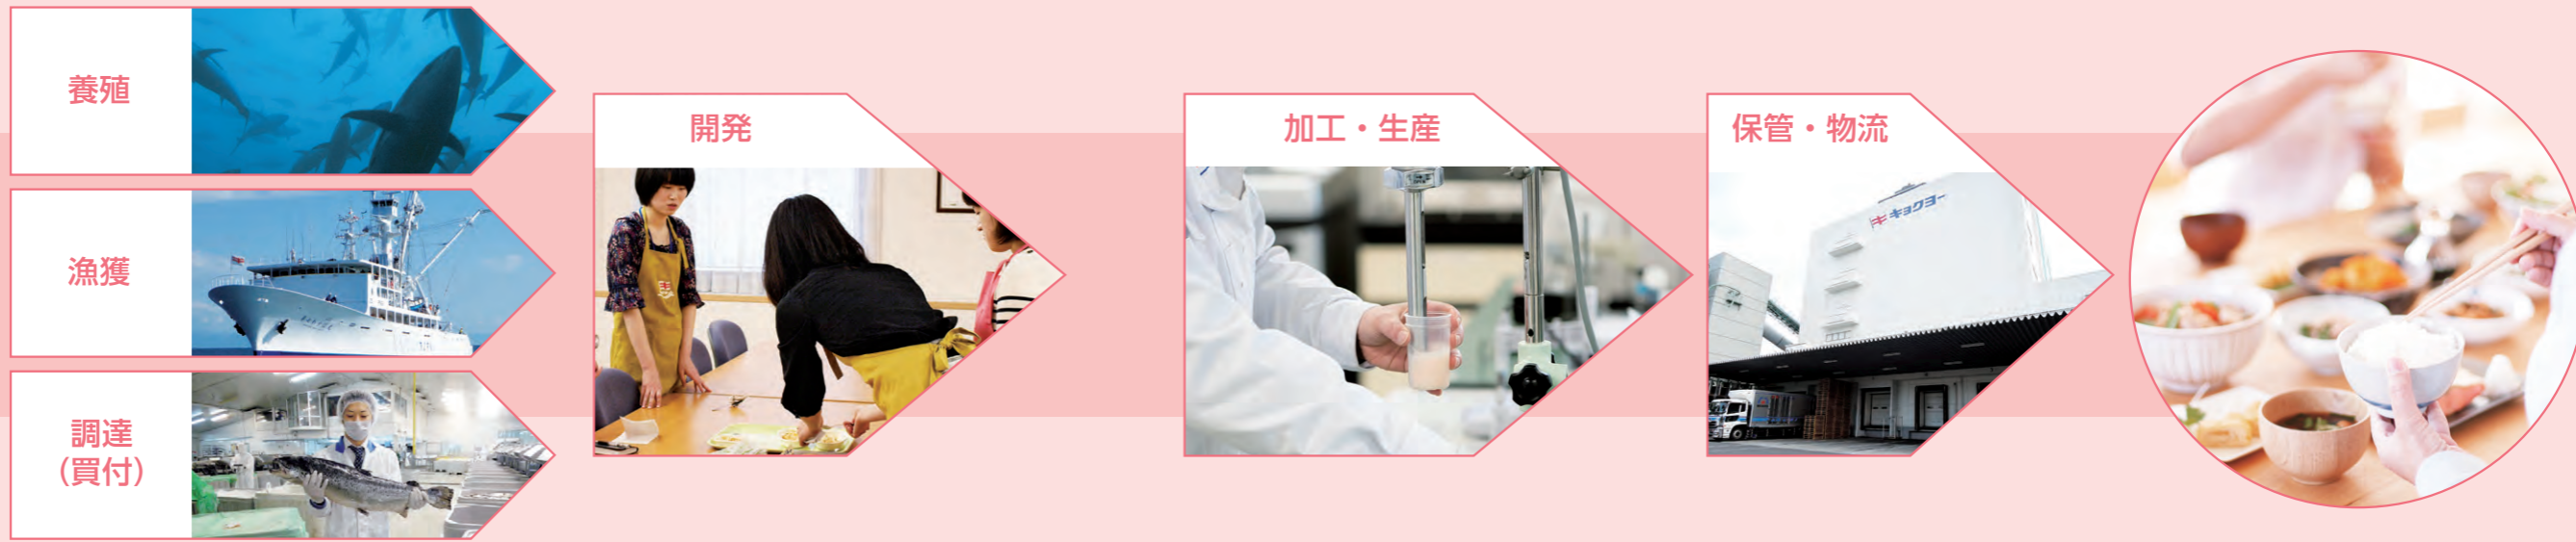 養殖
漁獲
調達
（買付）
開発
加工・生産
保管・物流
キョクヨー